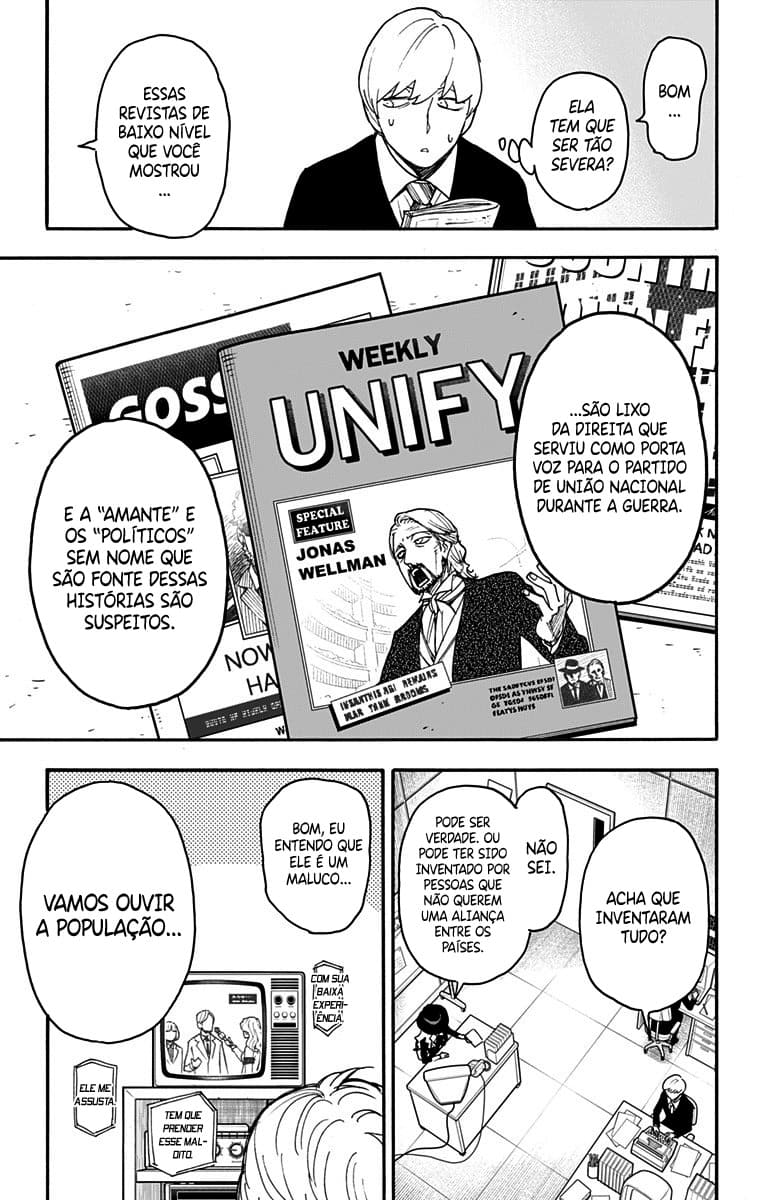 BOM
...
ELA
TEM QUE
SER TÃO
SEVERA?
ESSAS
REVISTAS DE
BAIXO NÍVEL
QUE VOCÊ
MOSTROU
...
...SÃO LIXO
DA DIREITA QUE
SERVIU COMO PORTA
VOZ PARA O PARTIDO
DE UNIÃO NACIONAL
DURANTE A GUERRA.
WEEKLY
UNIFY
SPECIAL
FEATURE
JONAS
WELLMAN
E A “AMANTE” E
OS “POLÍTICOS”
SEM NOME QUE
SÃO FONTE DESSAS
HISTÓRIAS SÃO
SUSPEITOS.
GOSS
NOW
HA
ACHA QUE
INVENTARAM
TUDO?
NÃO
SEI.
PODE SER
VERDADE. OU
PODE TER SIDO
INVENTADO POR
PESSOAS QUE
NÃO QUEREM
UMA ALIANÇA
ENTRE OS
PAÍSES.
BOM, EU
ENTENDO QUE
ELE É UM
MALUCO...
VAMOS OUVIR
A POPULAÇÃO...
COM SUA
BAIXA
EXPERI-
ÊNCIA.
ELE ME
ASSUSTA.
TEM QUE
PRENDER
ESSE MAL-
DITO.